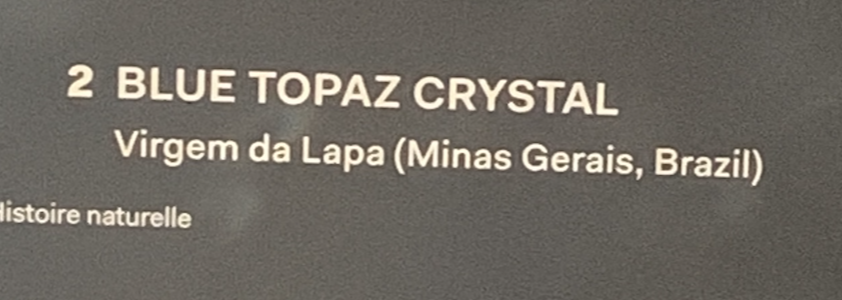 2 BLUE TOPAZ CRYSTAL
Virgem da Lapa (Minas Gerais, Brazil)
naturelle